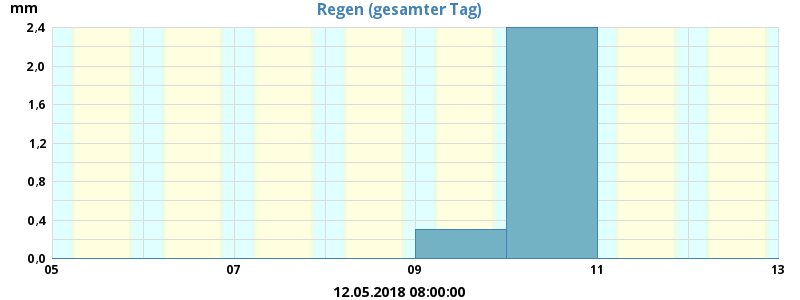 mm
Regen (gesamter Tag)
2,4
2,0
1,6
1,2
0,8
0,4
0,0
05 07 09 11 13
12.05.2018 08:00:00